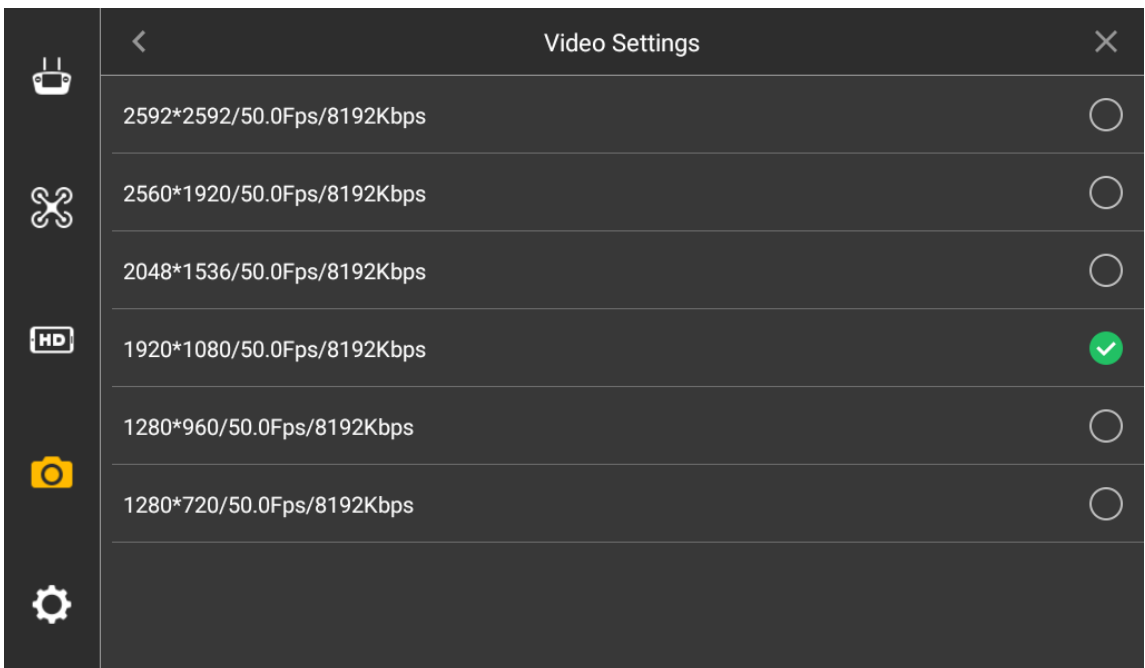 Video Settings
2592*2592/50.0Fps/8192Kbps
2560*1920/50.0Fps/8192Kbps
2048*1536/50.0Fps/8192Kbps
HD
1920*1080/50.0Fps/8192Kbps
1280*960/50.0Fps/8192Kbps
1280*720/50.0Fps/8192Kbps